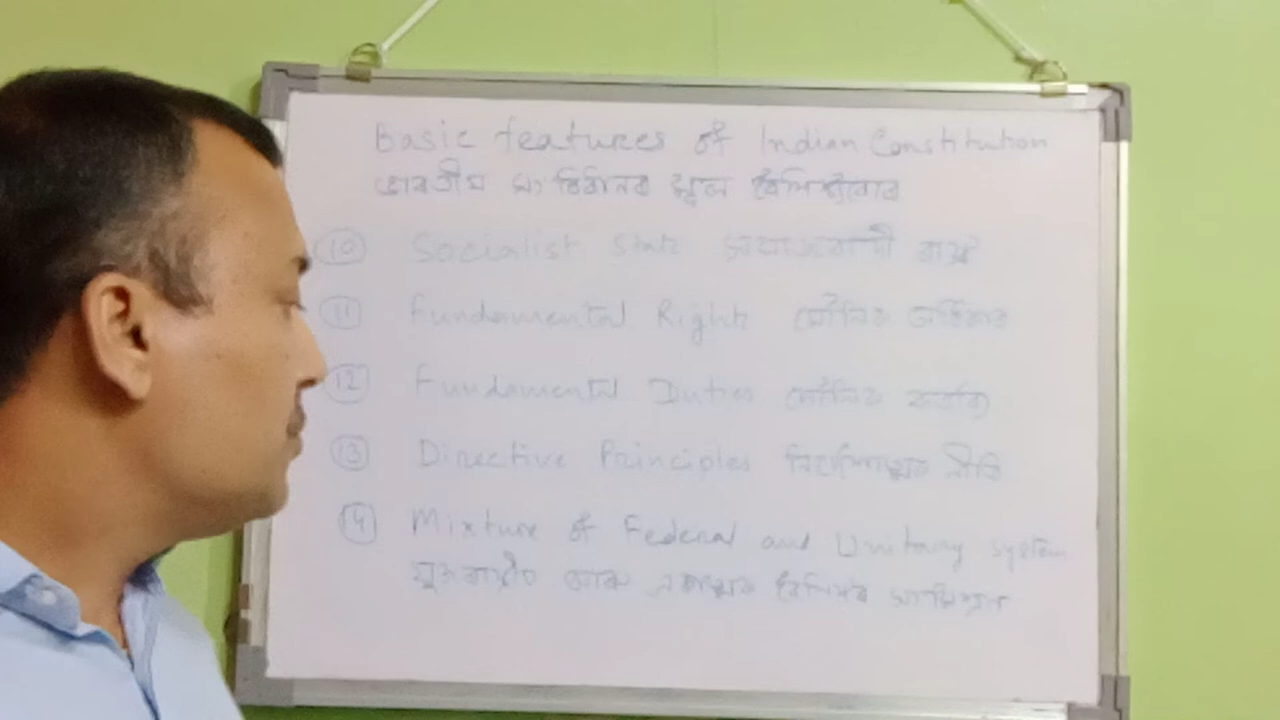 Basic features of Indian Constitution
ভাৰতীয় সংবিধানৰ মূল বৈশিষ্ট্যবোৰ
10 Socialist State সমাজবাদী ৰাষ্ট্ৰ
11 Fundamental Rights মৌলিক অধিকাৰ
12 Fundamental Duties মৌলিক কৰ্তব্য
13 Directive Principles নিৰ্দেশাত্মক নীতি
14 Mixture of Federal and Unitary System
যুক্তৰাষ্ট্ৰীয় আৰু একাত্মক সংমিশ্ৰণ